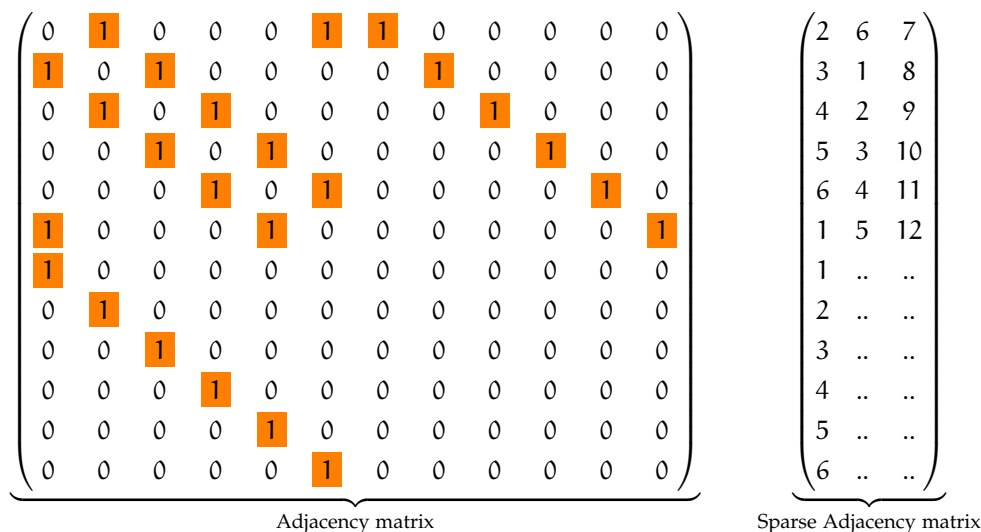 0 1 0 0 0 1 1 0 0 0 0 0 2 6 7
1 0 1 0 0 0 0 1 0 0 0 0 3 1 8
0 1 0 1 0 0 0 0 1 0 0 0 4 2 9
0 0 1 0 1 0 0 0 0 1 0 0 5 3 10
0 0 0 1 0 1 0 0 0 0 1 0 6 4 11
1 0 0 0 1 0 0 0 0 0 0 1 1 5 12
1 0 0 0 0 0 0 0 0 0 0 0 1 .. ..
0 1 0 0 0 0 0 0 0 0 0 0 2 .. ..
0 0 1 0 0 0 0 0 0 0 0 0 3 .. ..
0 0 0 1 0 0 0 0 0 0 0 0 4 .. ..
0 0 0 0 1 0 0 0 0 0 0 0 5 .. ..
0 0 0 0 0 1 0 0 0 0 0 0 6 .. ..
Adjacency matrix Sparse Adjacency matrix